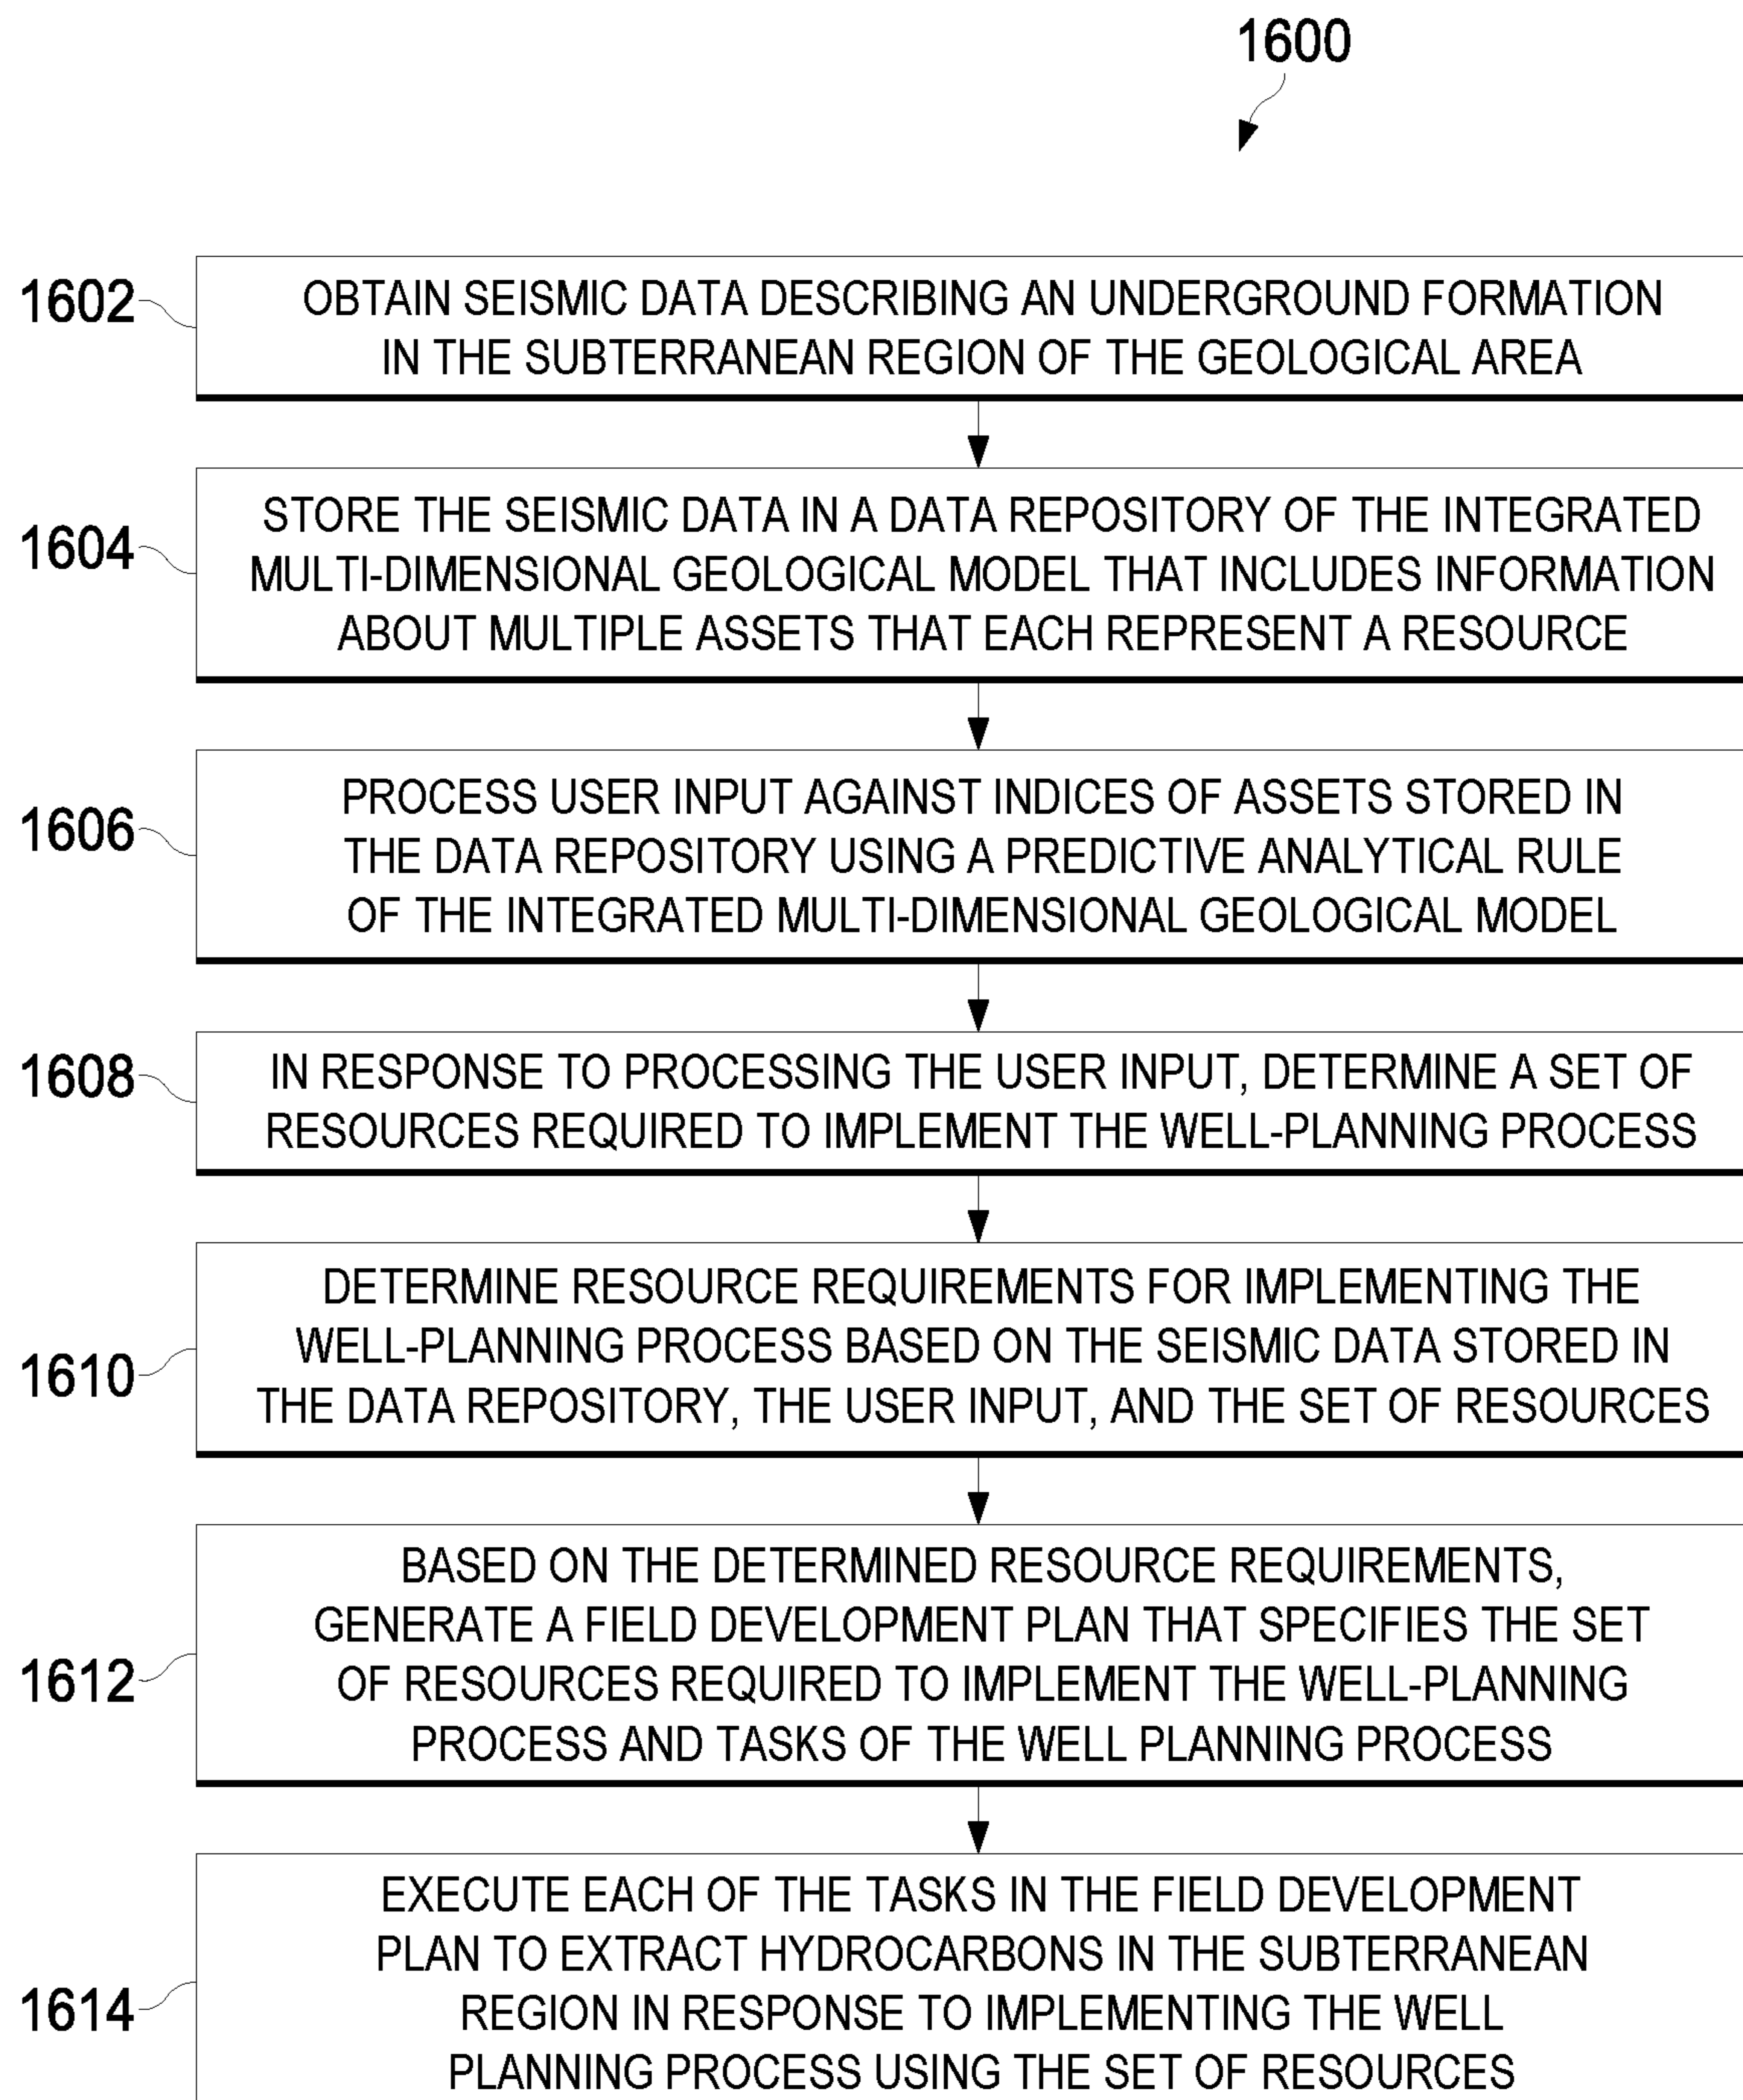 1600
1602
OBTAIN SEISMIC DATA DESCRIBING AN UNDERGROUND FORMATION
IN THE SUBTERRANEAN REGION OF THE GEOLOGICAL AREA
1604
STORE THE SEISMIC DATA IN A DATA REPOSITORY OF THE INTEGRATED
MULTI-DIMENSIONAL GEOLOGICAL MODEL THAT INCLUDES INFORMATION
ABOUT MULTIPLE ASSETS THAT EACH REPRESENT A RESOURCE
1606
PROCESS USER INPUT AGAINST INDICES OF ASSETS STORED IN
THE DATA REPOSITORY USING A PREDICTIVE ANALYTICAL RULE
OF THE INTEGRATED MULTI-DIMENSIONAL GEOLOGICAL MODEL
1608
IN RESPONSE TO PROCESSING THE USER INPUT, DETERMINE A SET OF
RESOURCES REQUIRED TO IMPLEMENT THE WELL-PLANNING PROCESS
1610
DETERMINE RESOURCE REQUIREMENTS FOR IMPLEMENTING THE
WELL-PLANNING PROCESS BASED ON THE SEISMIC DATA STORED IN
THE DATA REPOSITORY, THE USER INPUT, AND THE SET OF RESOURCES
1612
BASED ON THE DETERMINED RESOURCE REQUIREMENTS,
GENERATE A FIELD DEVELOPMENT PLAN THAT SPECIFIES THE SET
OF RESOURCES REQUIRED TO IMPLEMENT THE WELL-PLANNING
PROCESS AND TASKS OF THE WELL PLANNING PROCESS
1614
EXECUTE EACH OF THE TASKS IN THE FIELD DEVELOPMENT
PLAN TO EXTRACT HYDROCARBONS IN THE SUBTERRANEAN
REGION IN RESPONSE TO IMPLEMENTING THE WELL
PLANNING PROCESS USING THE SET OF RESOURCES